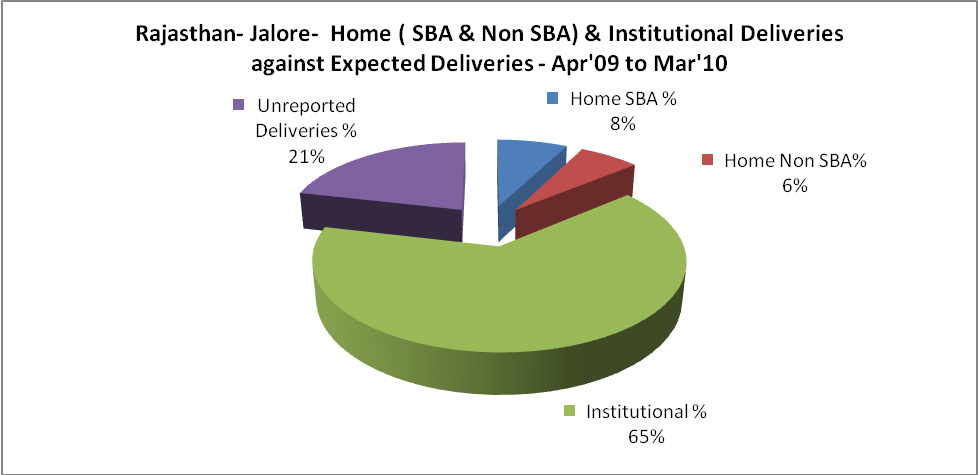 Rajasthan- Jalore-  Home ( SBA & Non SBA) & Institutional Deliveries
against Expected Deliveries - Apr'09 to Mar'10
Unreported
Deliveries %
21%
Home SBA %
8%
Home Non SBA%
6%
Institutional %
65%